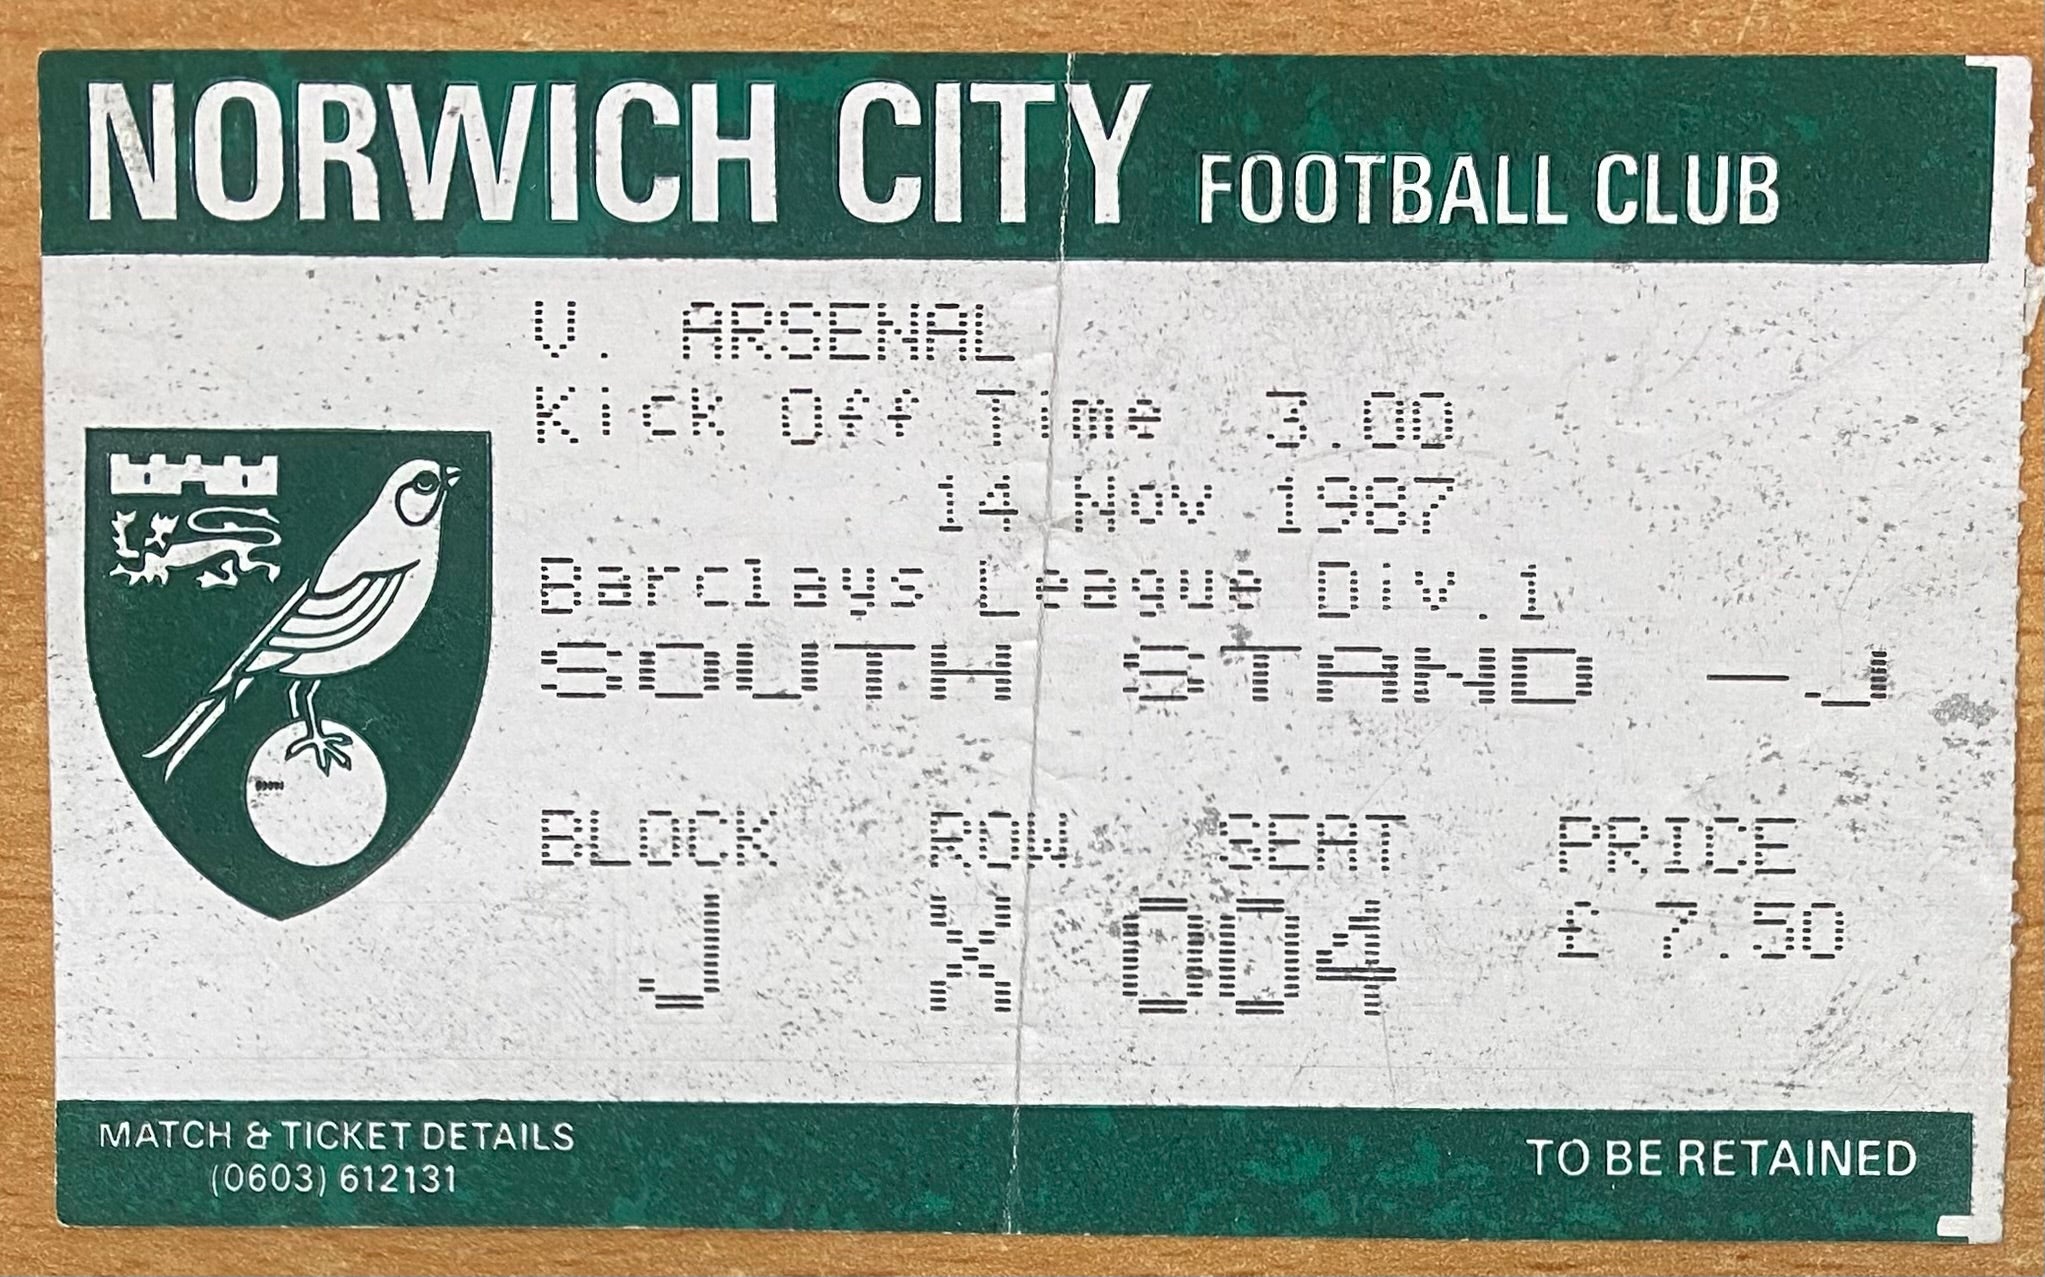 NORWICH CITY FOOTBALL CLUB
V. ARSENAL
Kick Off Time 3.00
14 Nov 1987
Barclays League Div.1
SOUTH STAND -J
BLOCK ROW SEAT PRICE
J X 004 £ 7.50
MATCH & TICKET DETAILS
(0603) 612131
TO BE RETAINED